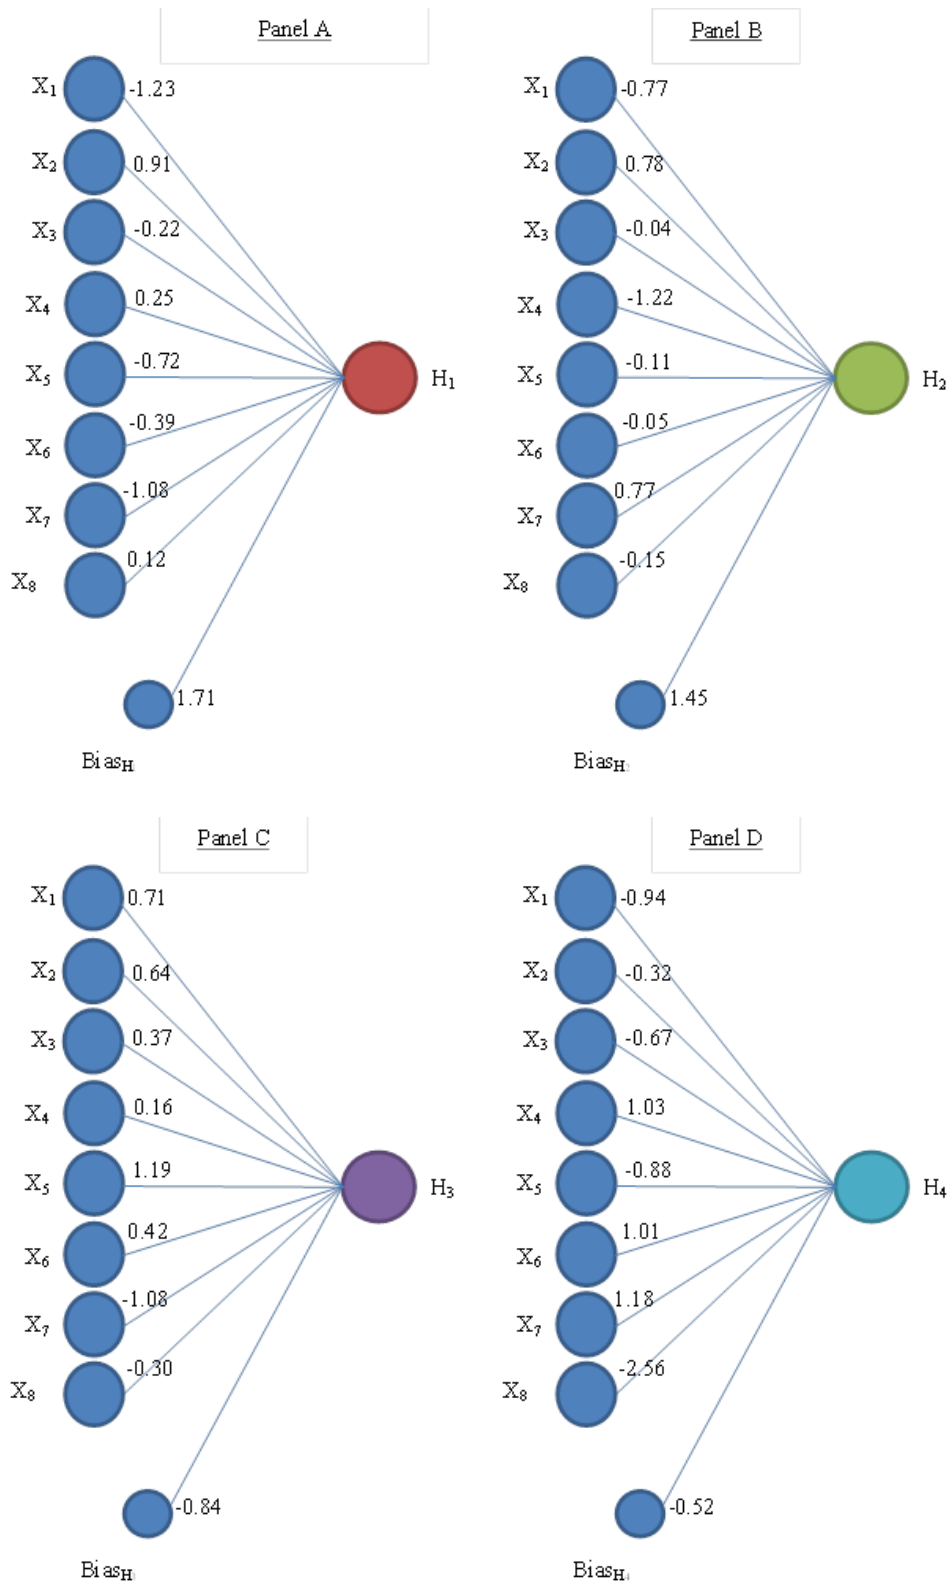 Panel A
X1 -1.23
X2 0.91
X3 -0.22
X4 0.25
X5 -0.72
H1
X6 -0.39
X7 -1.08
X8 0.12
1.71
BiasH
Panel B
X1 -0.77
X2 0.78
X3 -0.04
X4 -1.22
X5 -0.11
H2
X6 -0.05
X7 0.77
X8 -0.15
1.45
BiasH
Panel C
X1 0.71
X2 0.64
X3 0.37
X4 0.16
X5 1.19
H3
X6 0.42
X7 -1.08
X8 -0.30
-0.84
BiasH
Panel D
X1 -0.94
X2 -0.32
X3 -0.67
X4 1.03
X5 -0.88
H4
X6 1.01
X7 1.18
X8 -2.56
-0.52
BiasH